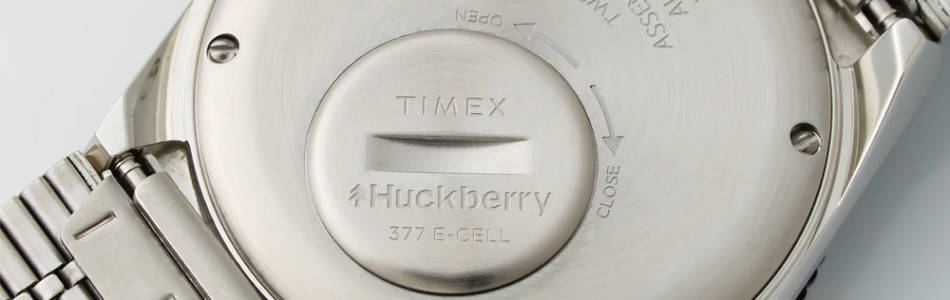 OPEN
TIMEX
Huckberry
377 E-CELL
CLOSE